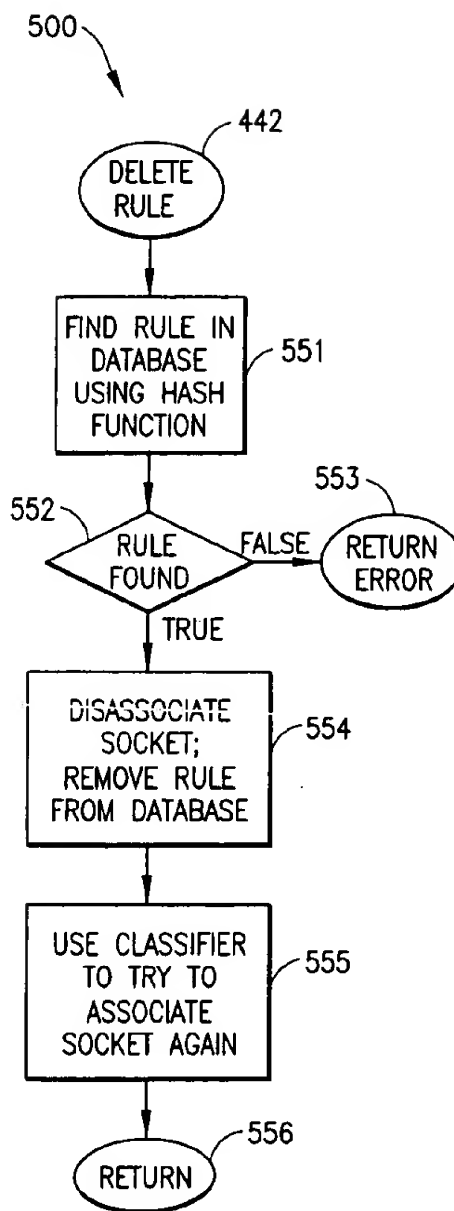 500
442
DELETE
RULE
FIND RULE IN
DATABASE
USING HASH
FUNCTION
551
552
553
RULE
FOUND
FALSE
RETURN
ERROR
TRUE
DISASSOCIATE
SOCKET;
REMOVE RULE
FROM DATABASE
554
USE CLASSIFIER
TO TRY TO
ASSOCIATE
SOCKET AGAIN
555
556
RETURN